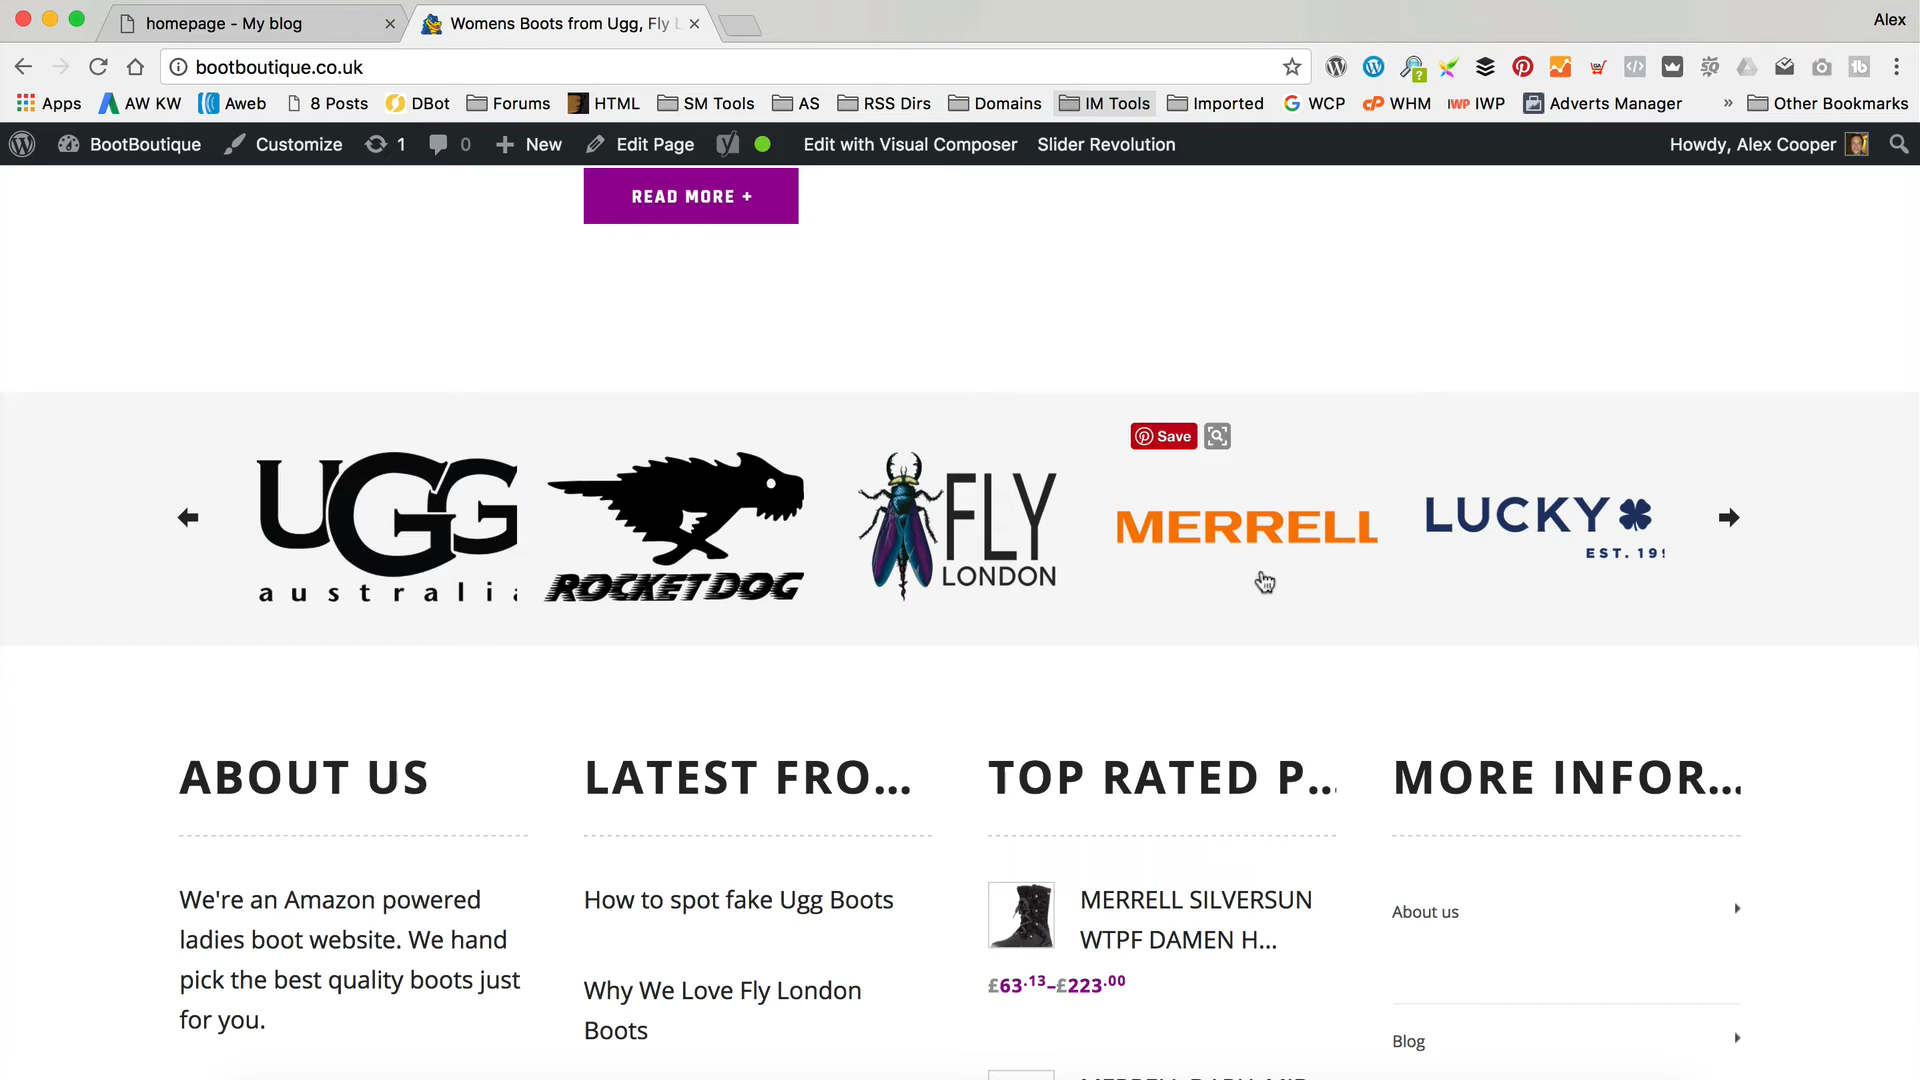 homepage - My blog
Womens Boots from Ugg, Fly L
Alex
bootboutique.co.uk
Apps
AW KW
Aweb
8 Posts
DBot
Forums
HTML
SM Tools
AS
RSS Dirs
Domains
IM Tools
Imported
WCP
WHM
IWP
Adverts Manager
»
Other Bookmarks
BootBoutique
Customize
1
0
New
Edit Page
Edit with Visual Composer
Slider Revolution
Howdy, Alex Cooper
READ MORE +
Save
UGG
australia
ROCKETDOG
FLY
LONDON
MERRELL
LUCKY
EST. 199
ABOUT US
We're an Amazon powered
ladies boot website. We hand
pick the best quality boots just
for you.
LATEST FRO...
How to spot fake Ugg Boots
Why We Love Fly London
Boots
TOP RATED P...
MERRELL SILVERSUN
WTPF DAMEN H...
£63.13–£223.00
MORE INFOR...
About us
Blog